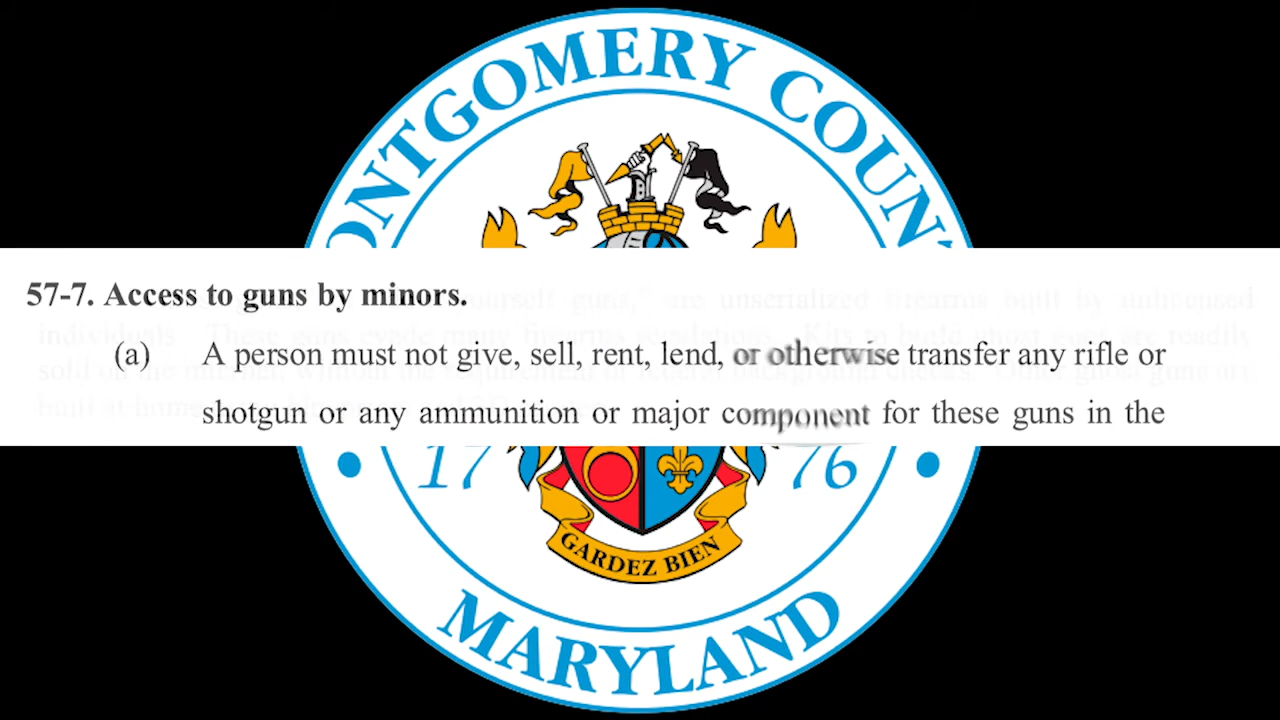 MONTGOMERY COUNTY
57-7. Access to guns by minors.
(a) A person must not give, sell, rent, lend, or otherwise transfer any rifle or
shotgun or any ammunition or major component for these guns in the
17 76
GARDEZ BIEN
MARYLAND